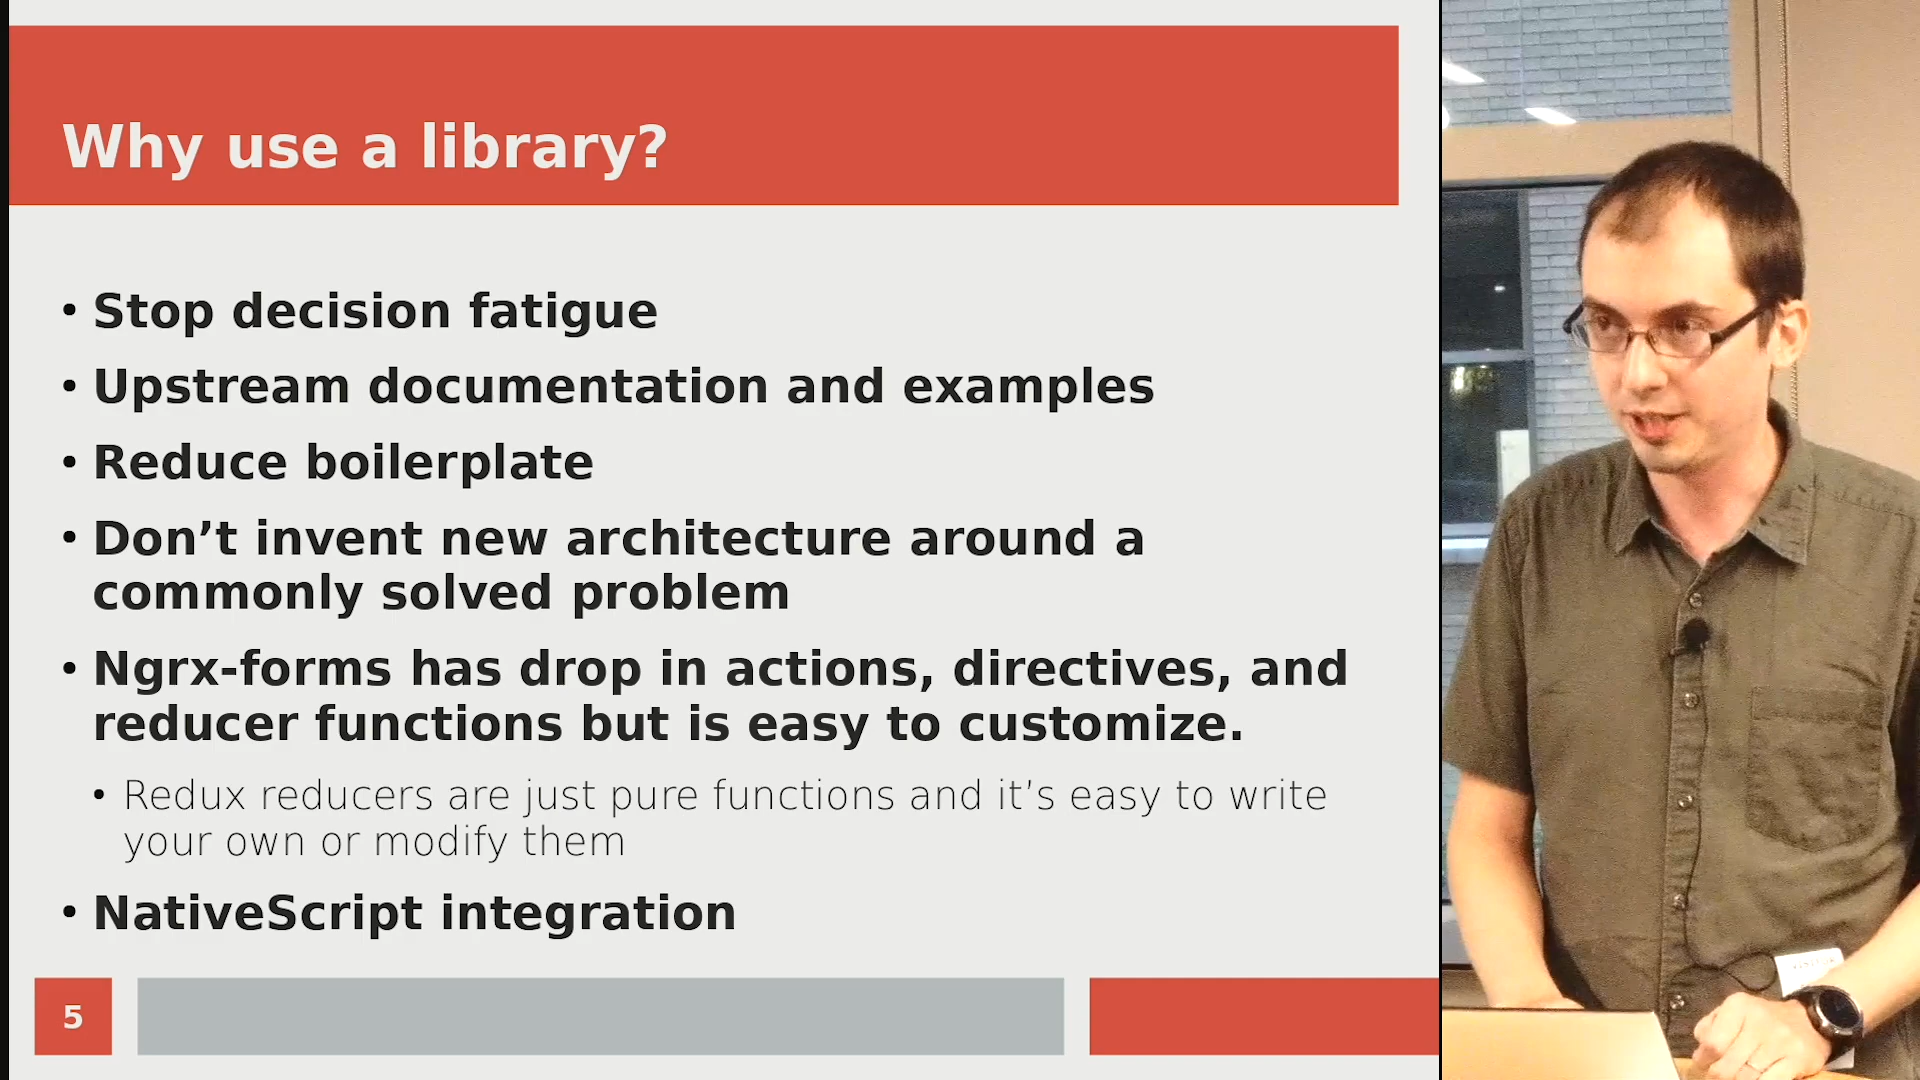 Why use a library?
• Stop decision fatigue
• Upstream documentation and examples
• Reduce boilerplate
• Don’t invent new architecture around a
commonly solved problem
• Ngrx-forms has drop in actions, directives, and
reducer functions but is easy to customize.
• Redux reducers are just pure functions and it’s easy to write
your own or modify them
• NativeScript integration
5